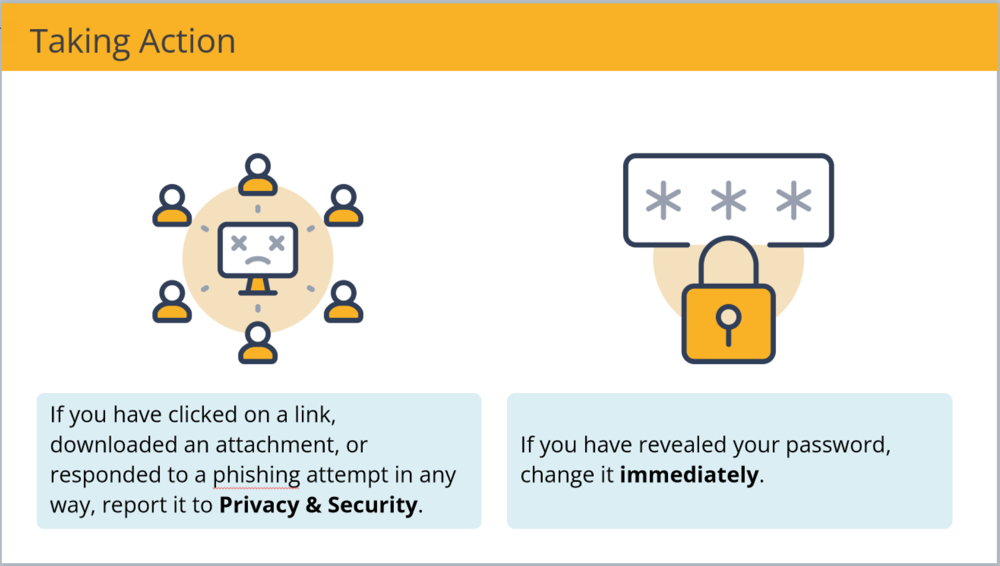 Taking Action
If you have clicked on a link,
downloaded an attachment, or
responded to a phishing attempt in any
way, report it to Privacy & Security.
If you have revealed your password,
change it immediately.